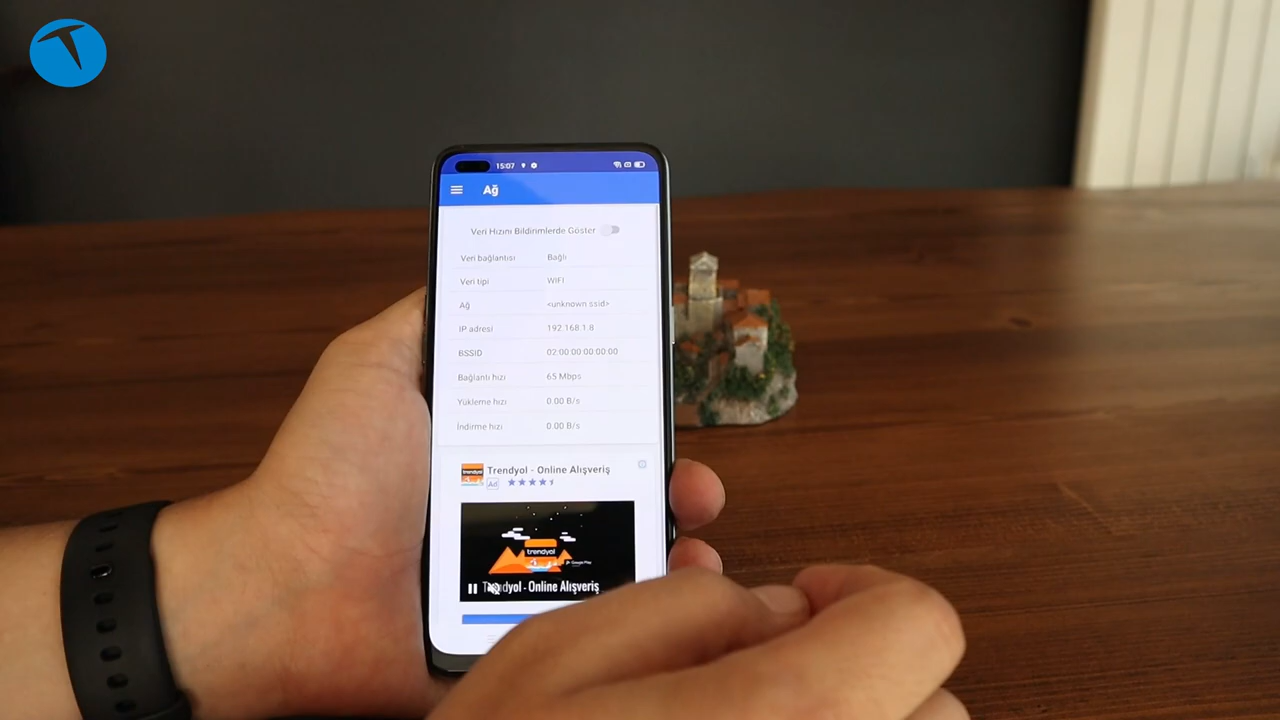 15:07
Ağ
Veri Hızını Bildirimlerde Göster
Veri bağlantısı Bağlı
Veri tipi WIFI
Ağ <unknown ssid>
IP adresi 192.168.1.8
BSSID 02:00:00:00:00:00
Bağlantı hızı 65 Mbps
Yükleme hızı 0.00 B/s
İndirme hızı 0.00 B/s
Trendyol - Online Alışveriş
Ad
trendyol
Google Play
Trendyol - Online Alışveriş